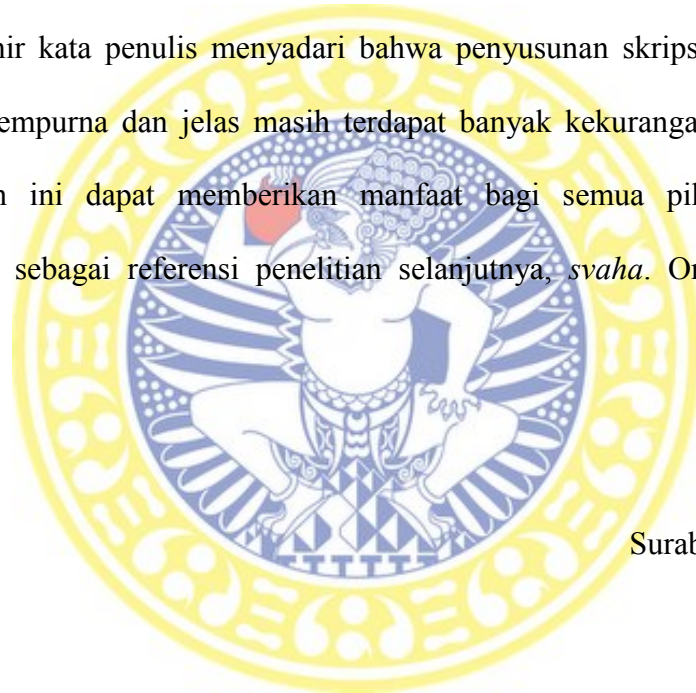 hir kata penulis menyadari bahwa penyusunan skrips
empurna dan jelas masih terdapat banyak kekuranga
n ini dapat memberikan manfaat bagi semua pil
sebagai referensi penelitian selanjutnya, svaha. Or
Surab